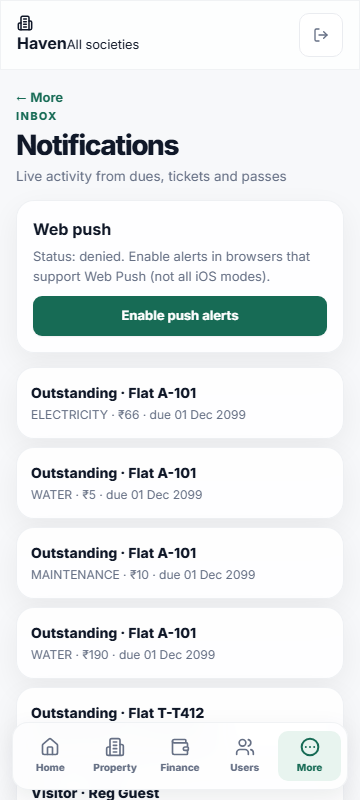 HavenAll societies
← More
INBOX
Notifications
Live activity from dues, tickets and passes
Web push
Status: denied. Enable alerts in browsers that
support Web Push (not all iOS modes).
Enable push alerts
Outstanding · Flat A-101
ELECTRICITY · ₹66 · due 01 Dec 2099
Outstanding · Flat A-101
WATER · ₹5 · due 01 Dec 2099
Outstanding · Flat A-101
MAINTENANCE · ₹10 · due 01 Dec 2099
Outstanding · Flat A-101
WATER · ₹190 · due 01 Dec 2099
Outstanding · Flat T-T412
Home Property Finance Users More
Visitor · Reg Guest